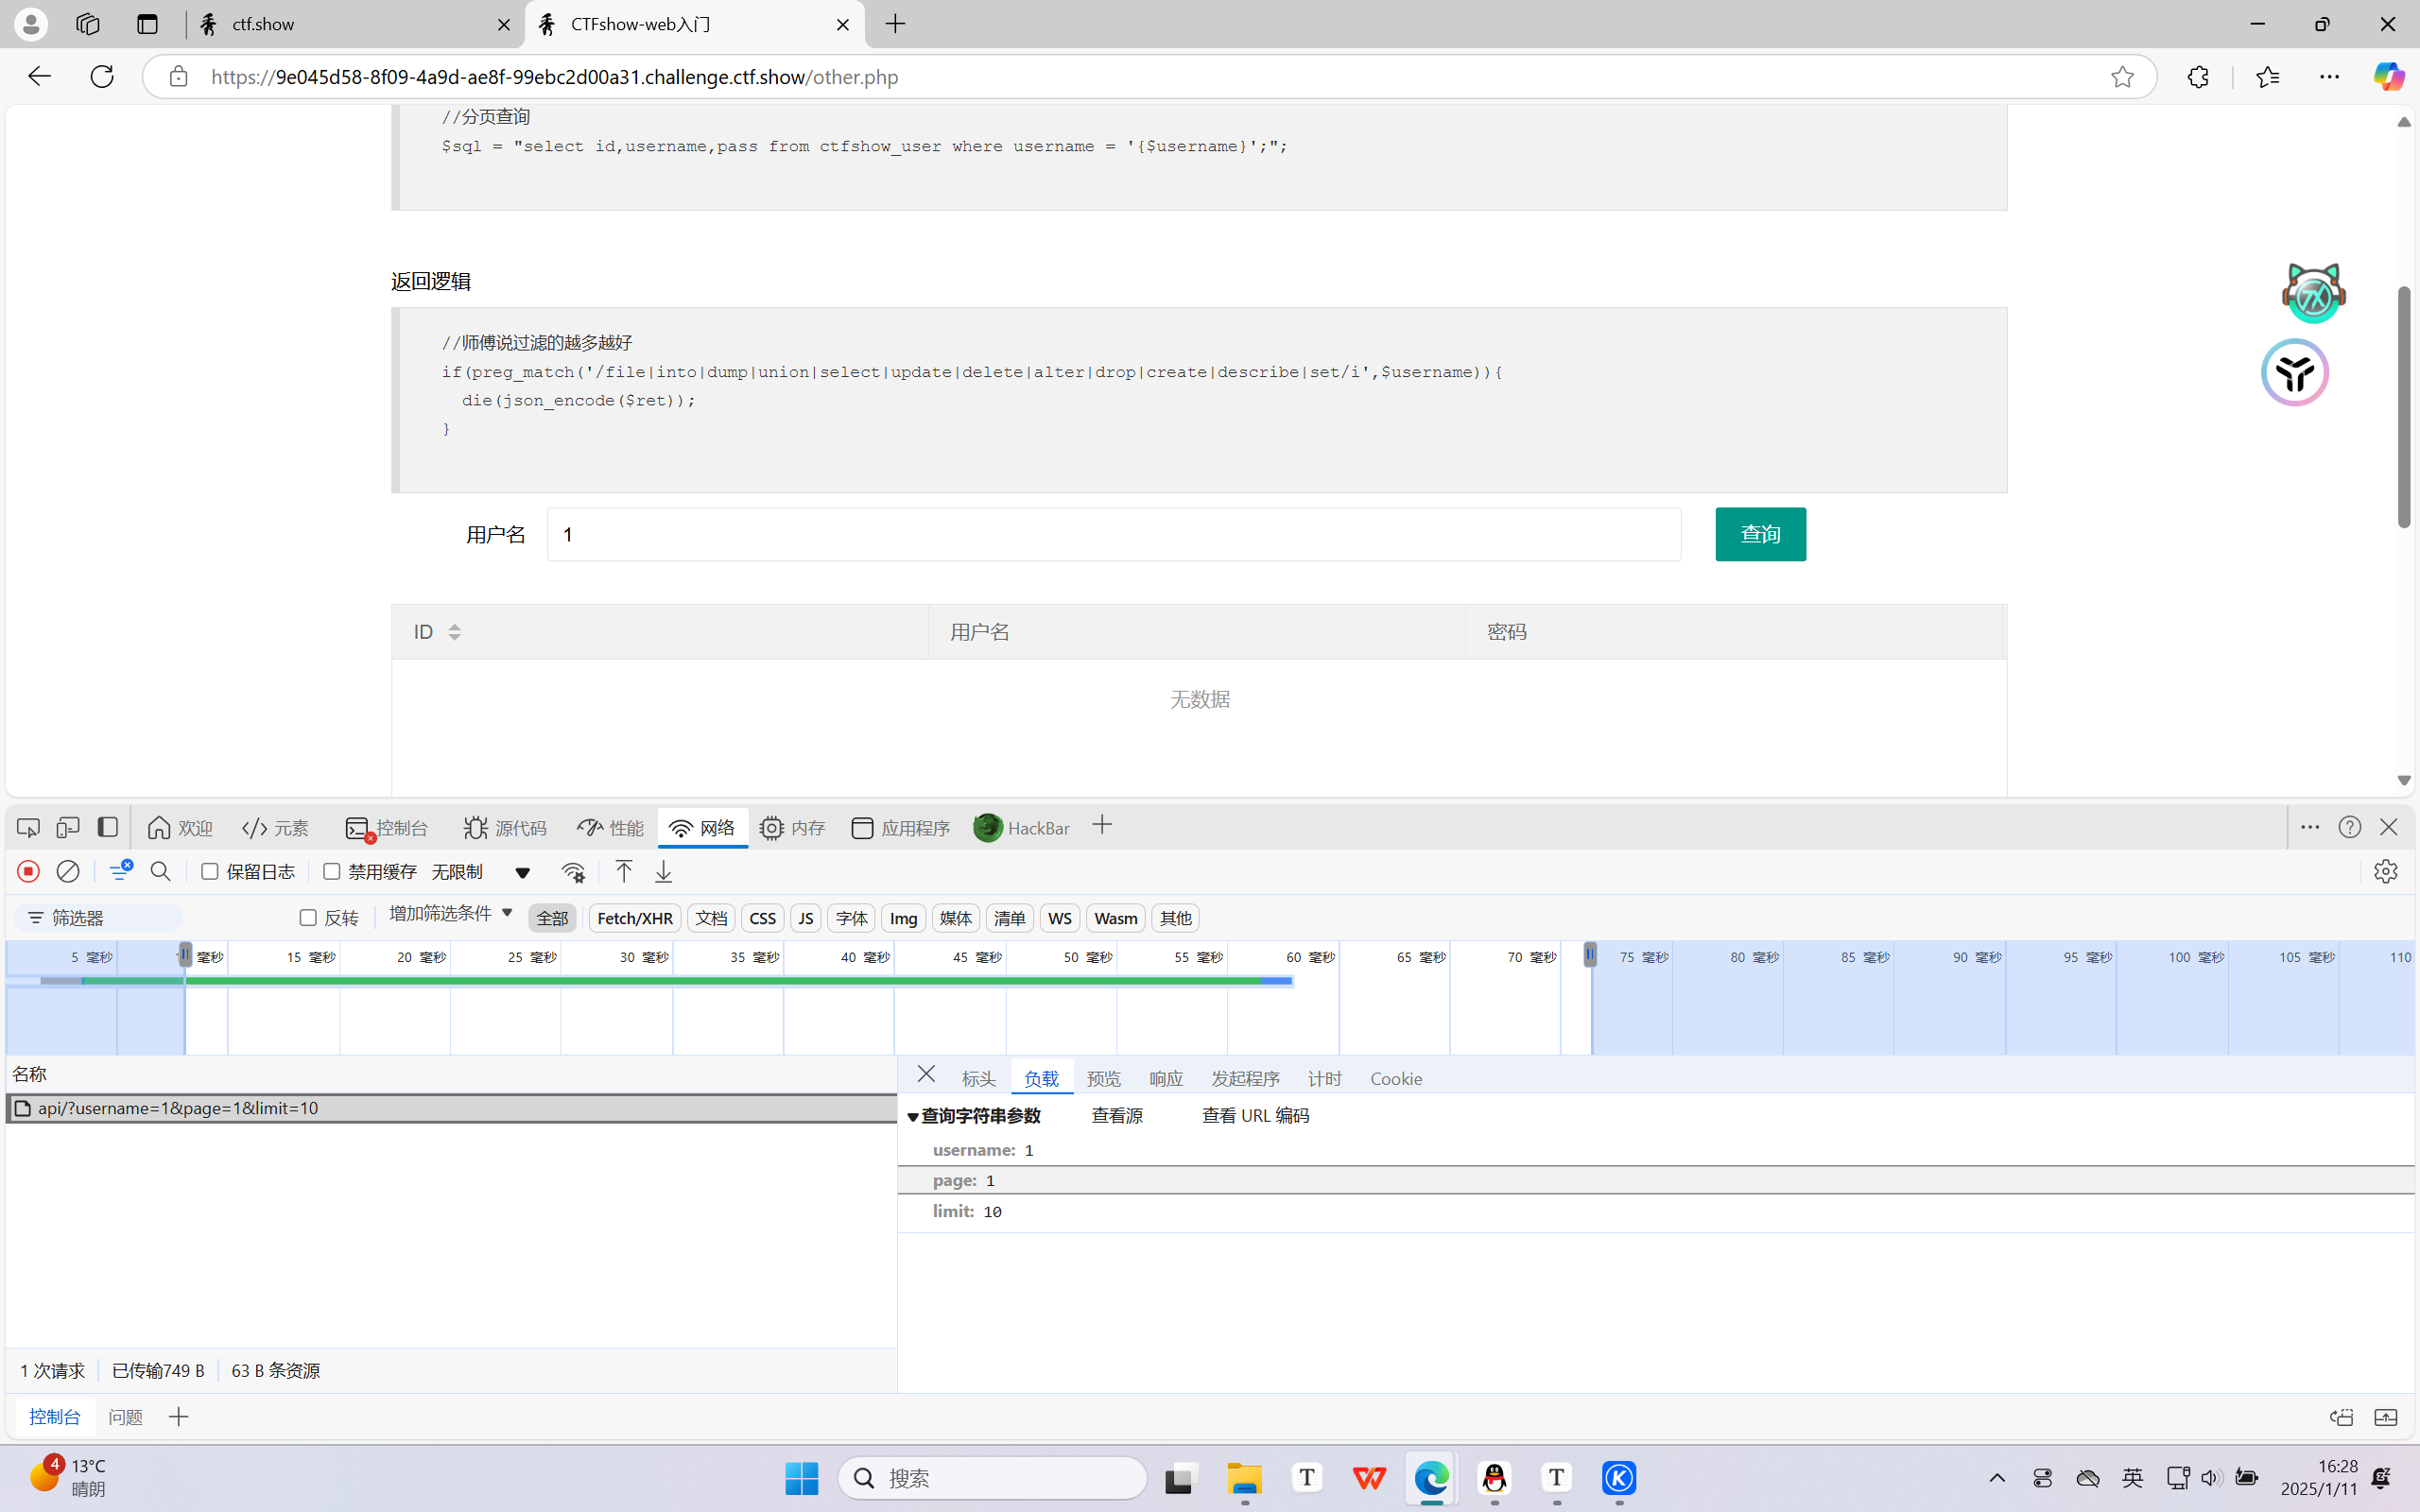 ctf.show
CTFshow-web入门
https://9e045d58-8f09-4a9d-ae8f-99ebc2d00a31.challenge.ctf.show/other.php
//分页查询
$sql = "select id,username,pass from ctfshow_user where username = '{$username}';";
返回逻辑
//师傅说过滤的越多越好
if(preg_match('/file|into|dump|union|select|update|delete|alter|drop|create|describe|set/i',$username)){
die(json_encode($ret));
}
用户名 1 查询
ID 用户名 密码
无数据
欢迎 元素 控制台 源代码 性能 网络 内存 应用程序 HackBar
保留日志 禁用缓存 无限制
筛选器 反转 增加筛选条件 全部 Fetch/XHR 文档 CSS JS 字体 Img 媒体 清单 WS Wasm 其他
5 毫秒 毫秒 15 毫秒 20 毫秒 25 毫秒 30 毫秒 35 毫秒 40 毫秒 45 毫秒 50 毫秒 55 毫秒 60 毫秒 65 毫秒 70 毫秒 75 毫秒 80 毫秒 85 毫秒 90 毫秒 95 毫秒 100 毫秒 105 毫秒 110
名称
api/?username=1&page=1&limit=10
标头 负载 预览 响应 发起程序 计时 Cookie
查询字符串参数 查看源 查看 URL 编码
username: 1
page: 1
limit: 10
1 次请求 已传输749 B 63 B 条资源
控制台 问题
4
13°C
晴朗
搜索
英
16:28
2025/1/11